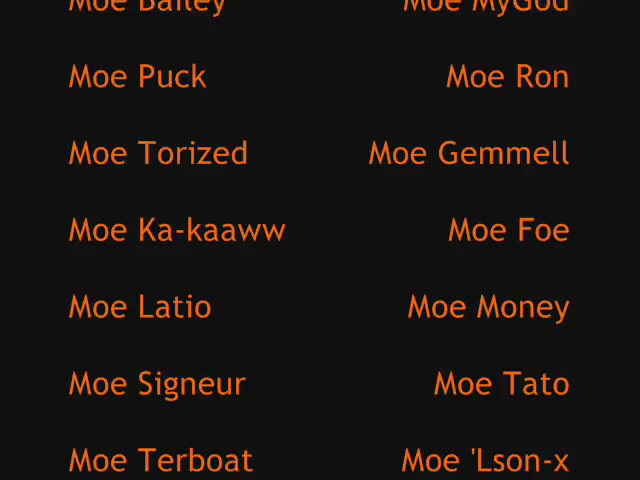 Moe Bailey Moe MyGod
Moe Puck Moe Ron
Moe Torized Moe Gemmell
Moe Ka-kaaww Moe Foe
Moe Latio Moe Money
Moe Signeur Moe Tato
Moe Terboat Moe 'Lson-x